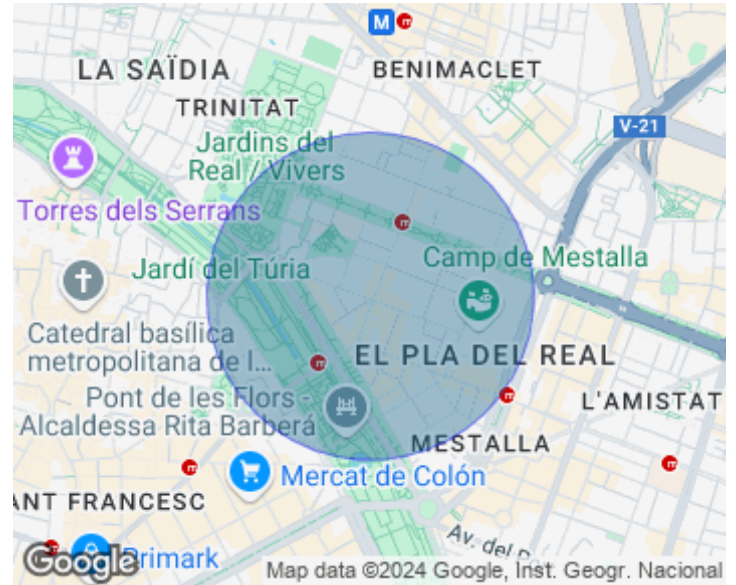 M
LA SAÏDIA
BENIMACLET
TRINITAT
V-21
Jardins del
Real / Vivers
Torres dels Serrans
Jardí del Túria
Camp de Mestalla
Catedral basílica
metropolitana de l...
EL PLA DEL REAL
Pont de les Flors -
Alcaldessa Rita Barberá
L'AMISTAT
MESTALLA
Mercat de Colón
ANT FRANCESC
Av. del
Google
Primark
Map data ©2024 Google, Inst. Geogr. Nacional